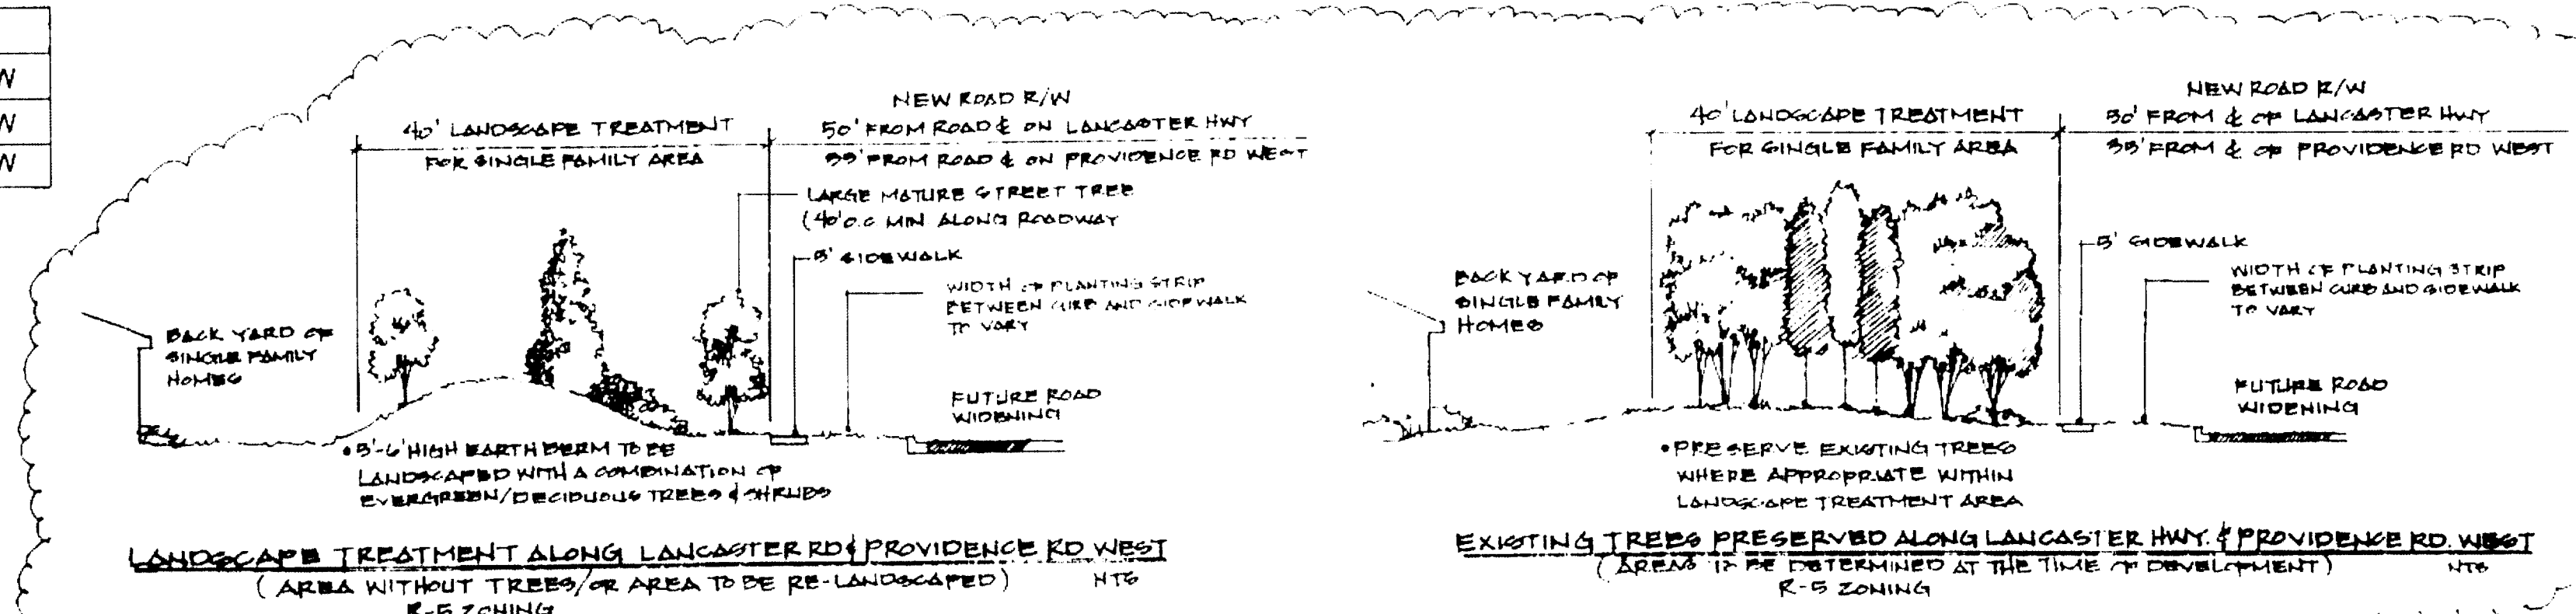 W
W
W
40' LANDSCAPE TREATMENT
FOR SINGLE FAMILY AREA
NEW ROAD R/W
50' FROM ROAD ℄ ON LANCASTER HWY
35' FROM ROAD ℄ ON PROVIDENCE RD WEST
LARGE MATURE STREET TREE
(40' O.C MIN ALONG ROADWAY
5' SIDEWALK
WIDTH OF PLANTING STRIP
BETWEEN CURB AND SIDEWALK
TO VARY
BACK YARD OF
SINGLE FAMILY
HOMES
FUTURE ROAD
WIDENING
• 5'-6' HIGH EARTH BERM TO BE
LANDSCAPED WITH A COMBINATION OF
EVERGREEN/DECIDUOUS TREES & SHRUBS
LANDSCAPE TREATMENT ALONG LANCASTER RD & PROVIDENCE RD WEST
(AREA WITHOUT TREES/OR AREA TO BE RE-LANDSCAPED) NTS
R-5 ZONING
40' LANDSCAPE TREATMENT
FOR SINGLE FAMILY AREA
NEW ROAD R/W
50' FROM ℄ OF LANCASTER HWY
35' FROM ℄ OF PROVIDENCE RD WEST
5' SIDEWALK
WIDTH OF PLANTING STRIP
BETWEEN CURB AND SIDEWALK
TO VARY
BACK YARD OF
SINGLE FAMILY
HOMES
FUTURE ROAD
WIDENING
• PRESERVE EXISTING TREES
WHERE APPROPRIATE WITHIN
LANDSCAPE TREATMENT AREA
EXISTING TREES PRESERVED ALONG LANCASTER HWY. & PROVIDENCE RD. WEST
(AREAS TO BE DETERMINED AT THE TIME OF DEVELOPMENT) NTS
R-5 ZONING